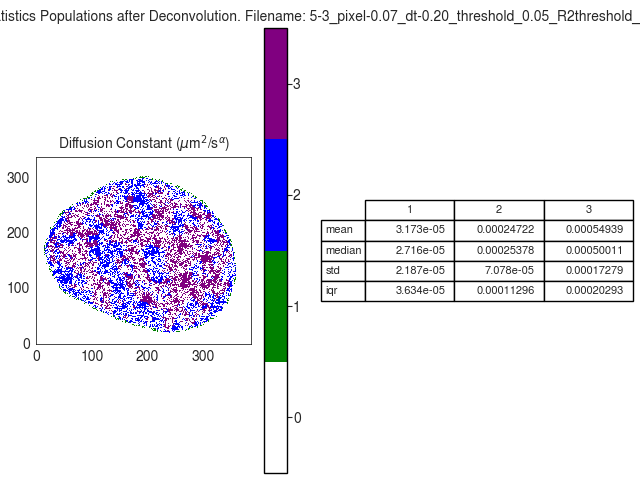 tistics Populations after Deconvolution. Filename: 5-3_pixel-0.07_dt-0.20_threshold_0.05_R2threshold_
Diffusion Constant (μm²/sᵅ)
300
200
100
0
0 100 200 300
3
2
1
0
1 2 3
mean 3.173e-05 0.00024722 0.00054939
median 2.716e-05 0.00025378 0.00050011
std 2.187e-05 7.078e-05 0.00017279
iqr 3.634e-05 0.00011296 0.00020293